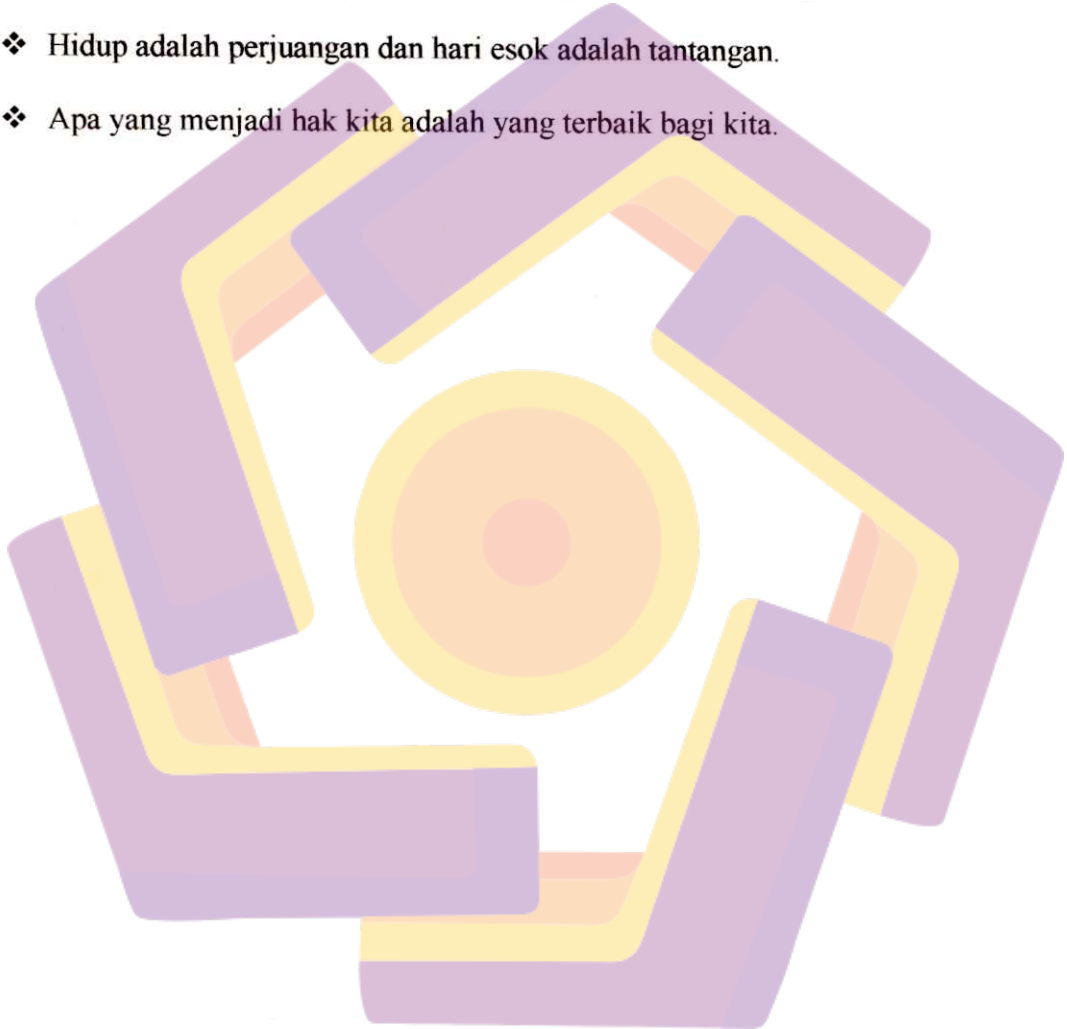 ❖ Hidup adalah perjuangan dan hari esok adalah tantangan.
❖ Apa yang menjadi hak kita adalah yang terbaik bagi kita.